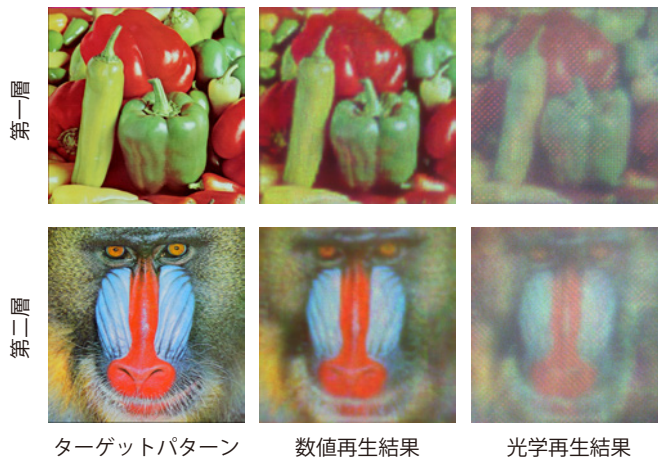 第一層
第二層
ターゲットパターン
数値再生結果
光学再生結果